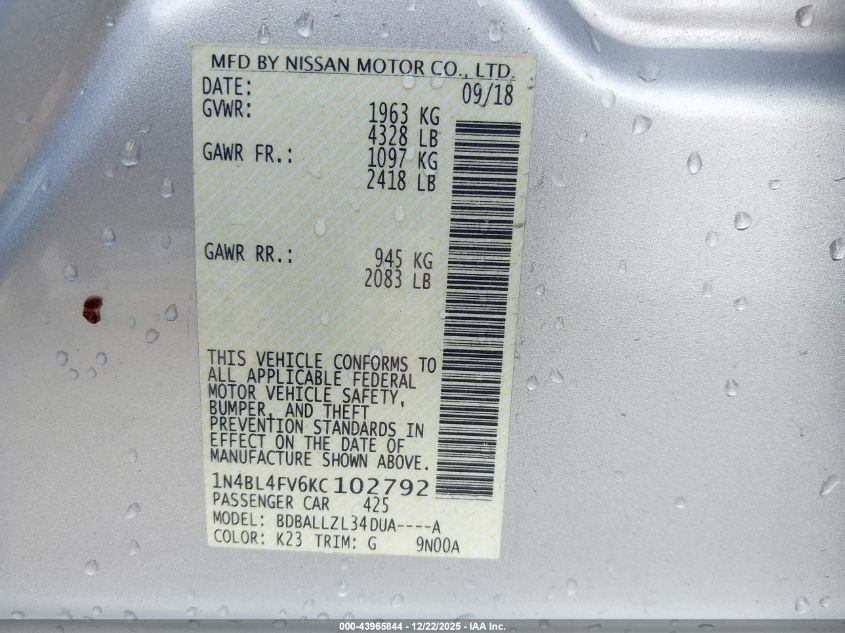 MFD BY NISSAN MOTOR CO., LTD.
DATE: 09/18
GVWR: 1963 KG
4328 LB
GAWR FR.: 1097 KG
2418 LB
GAWR RR.: 945 KG
2083 LB
THIS VEHICLE CONFORMS TO
ALL APPLICABLE FEDERAL
MOTOR VEHICLE SAFETY,
BUMPER, AND THEFT
PREVENTION STANDARDS IN
EFFECT ON THE DATE OF
MANUFACTURE SHOWN ABOVE.
1N4BL4FV6KC102792
PASSENGER CAR 425
MODEL: BDBALLZL34DUA----A
COLOR: K23 TRIM: G 9N00A
000-43965844 - 12/22/2025 - IAA Inc.